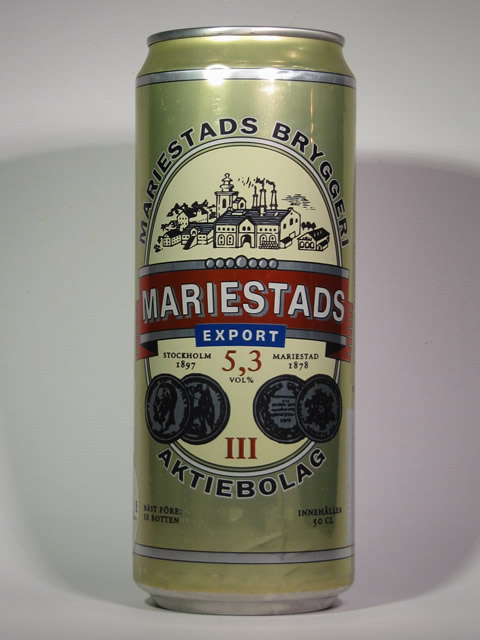 MARIESTADS BRYGGERI
MARIESTADS
EXPORT
STOCKHOLM
1897
5,3
VOL%
MARIESTAD
1878
III
AKTIEBOLAG
BÄST FÖRE:
SE BOTTEN
INNEHÅLLER
50 CL